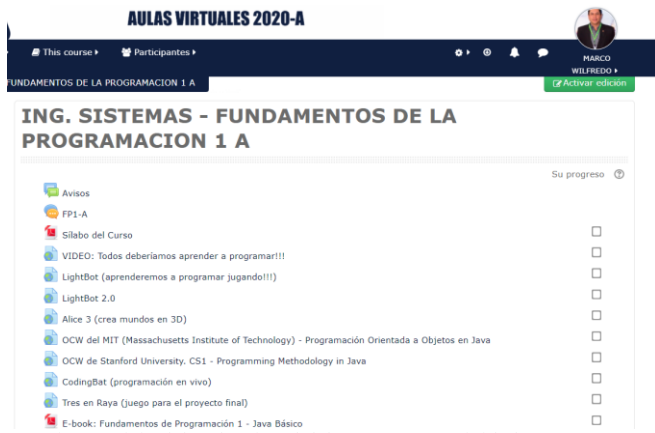 AULAS VIRTUALES 2020-A
This course
Participantes
MARCO
WILFREDO
FUNDAMENTOS DE LA PROGRAMACION 1 A
Activar edición
ING. SISTEMAS - FUNDAMENTOS DE LA
PROGRAMACION 1 A
Su progreso
Avisos
FP1-A
Sílabo del Curso
VIDEO: Todos deberíamos aprender a programar!!!
LightBot (aprenderemos a programar jugando!!!)
LightBot 2.0
Alice 3 (crea mundos en 3D)
OCW del MIT (Massachusetts Institute of Technology) - Programación Orientada a Objetos en Java
OCW de Stanford University. CS1 - Programming Methodology in Java
CodingBat (programación en vivo)
Tres en Raya (juego para el proyecto final)
E-book: Fundamentos de Programación 1 - Java Básico